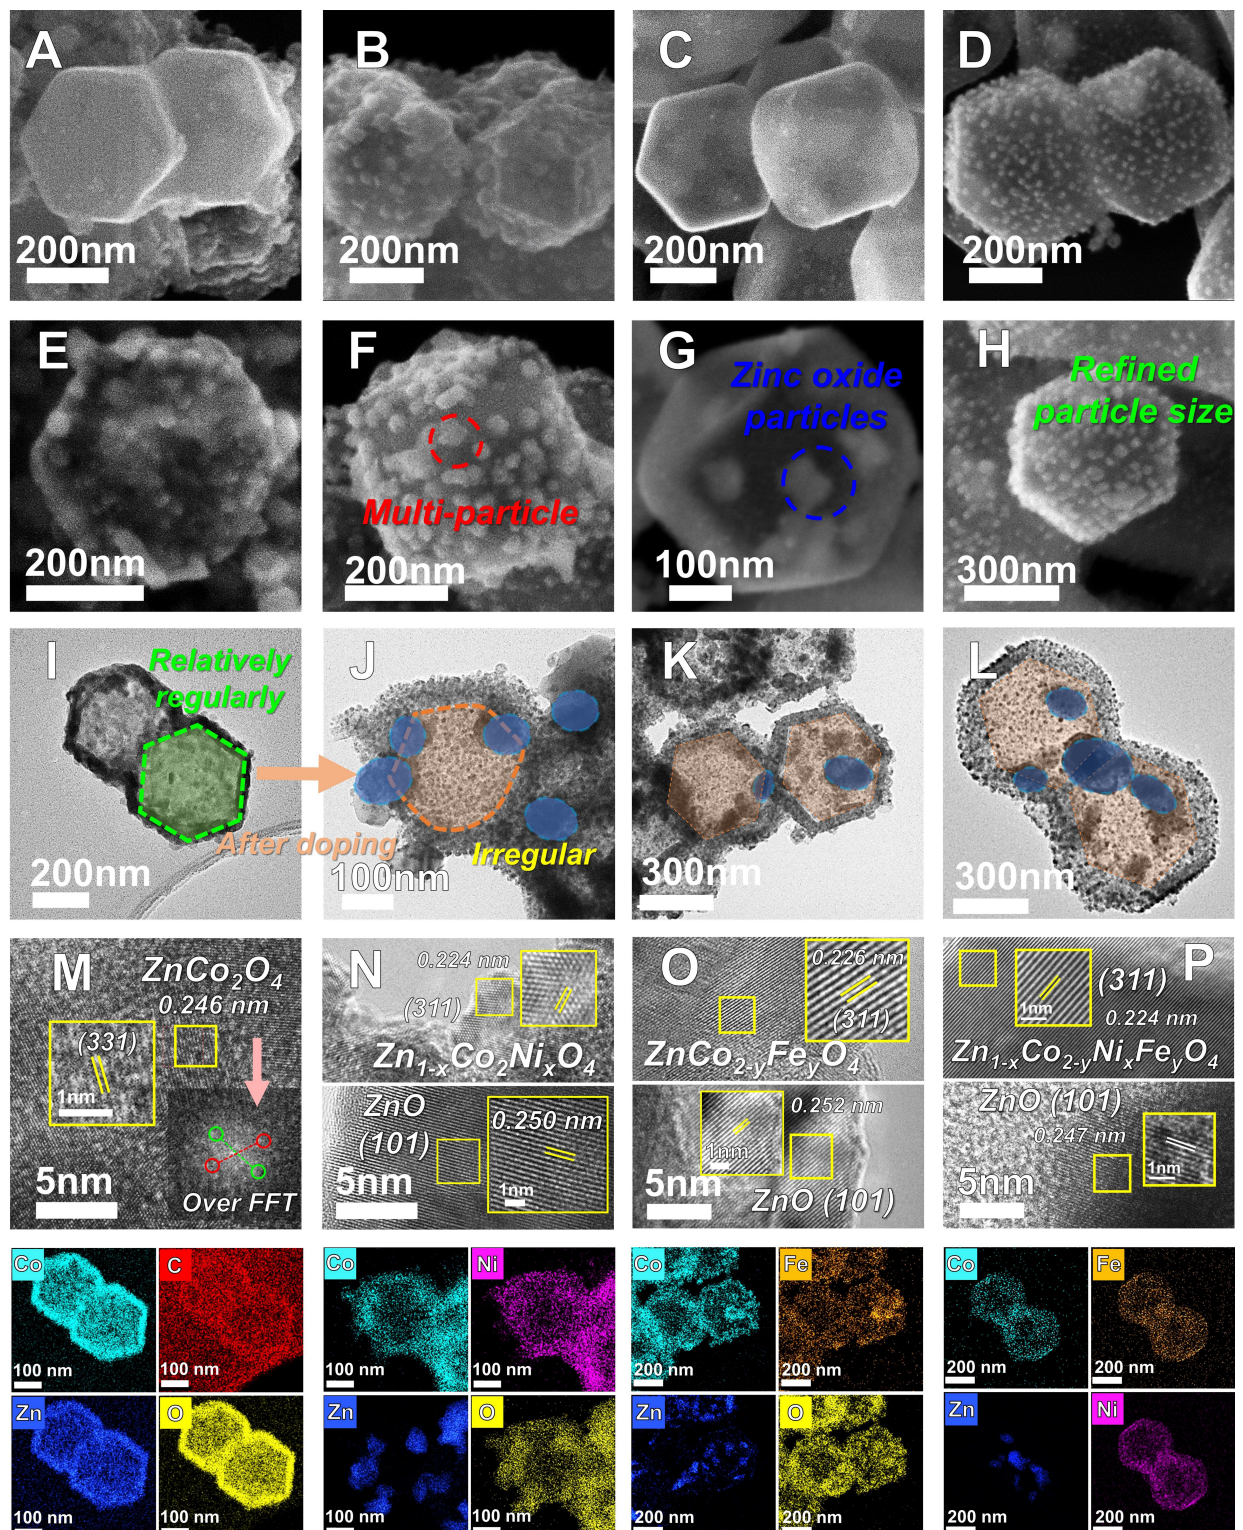 A
200nm
B
200nm
C
200nm
D
200nm
E
200nm
F
Multi-particle
200nm
G
Zinc oxide
particles
100nm
H
Refined
particle size
300nm
I
Relatively
regularly
After doping
200nm
J
Irregular
100nm
K
300nm
L
300nm
M
ZnCo2O4
0.246 nm
(331)
1nm
5nm
Over FFT
N
0.224 nm
(311)
Zn1-xCo2NixO4
ZnO
(101)
0.250 nm
1nm
5nm
O
0.226 nm
(311)
ZnCo2-yFeyO4
0.252 nm
1nm
5nm
ZnO (101)
P
(311)
1nm
0.224 nm
Zn1-xCo2-yNixFeyO4
ZnO (101)
0.247 nm
1nm
5nm
Co
100 nm
C
100 nm
Co
100 nm
Ni
100 nm
Co
200 nm
Fe
200 nm
Co
200 nm
Fe
200 nm
Zn
100 nm
O
100 nm
Zn
100 nm
O
100 nm
Zn
200 nm
O
200 nm
Zn
200 nm
Ni
200 nm